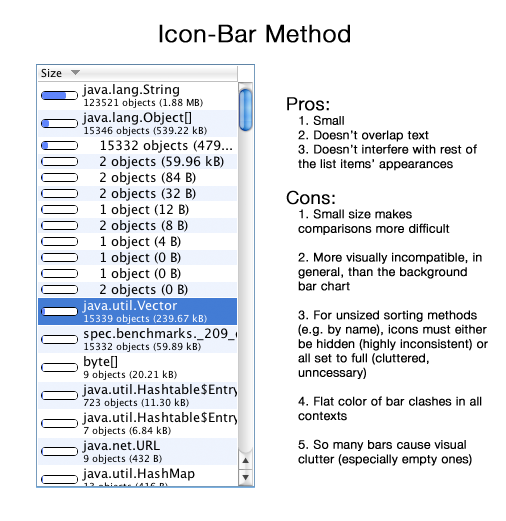 Icon-Bar Method
Size
java.lang.String
123521 objects (1.88 MB)
java.lang.Object[]
15346 objects (539.22 kB)
15332 objects (479...
2 objects (59.96 kB)
2 objects (84 B)
2 objects (32 B)
1 object (12 B)
2 objects (8 B)
1 object (4 B)
1 object (0 B)
1 object (0 B)
2 objects (0 B)
java.util.Vector
15339 objects (239.67 kB)
spec.benchmarks._209_
15332 objects (59.89 kB)
byte[]
9 objects (20.21 kB)
java.util.Hashtable$Entry
723 objects (11.30 kB)
java.util.Hashtable$Entry
7 objects (6.84 kB)
java.net.URL
9 objects (432 B)
java.util.HashMap
13 objects (416 B)
Pros:
1. Small
2. Doesn't overlap text
3. Doesn't interfere with rest of
the list items' appearances
Cons:
1. Small size makes
comparisons more difficult
2. More visually incompatible, in
general, than the background
bar chart
3. For unsized sorting methods
(e.g. by name), icons must either
be hidden (highly inconsistent) or
all set to full (cluttered,
unncessary)
4. Flat color of bar clashes in all
contexts
5. So many bars cause visual
clutter (especially empty ones)